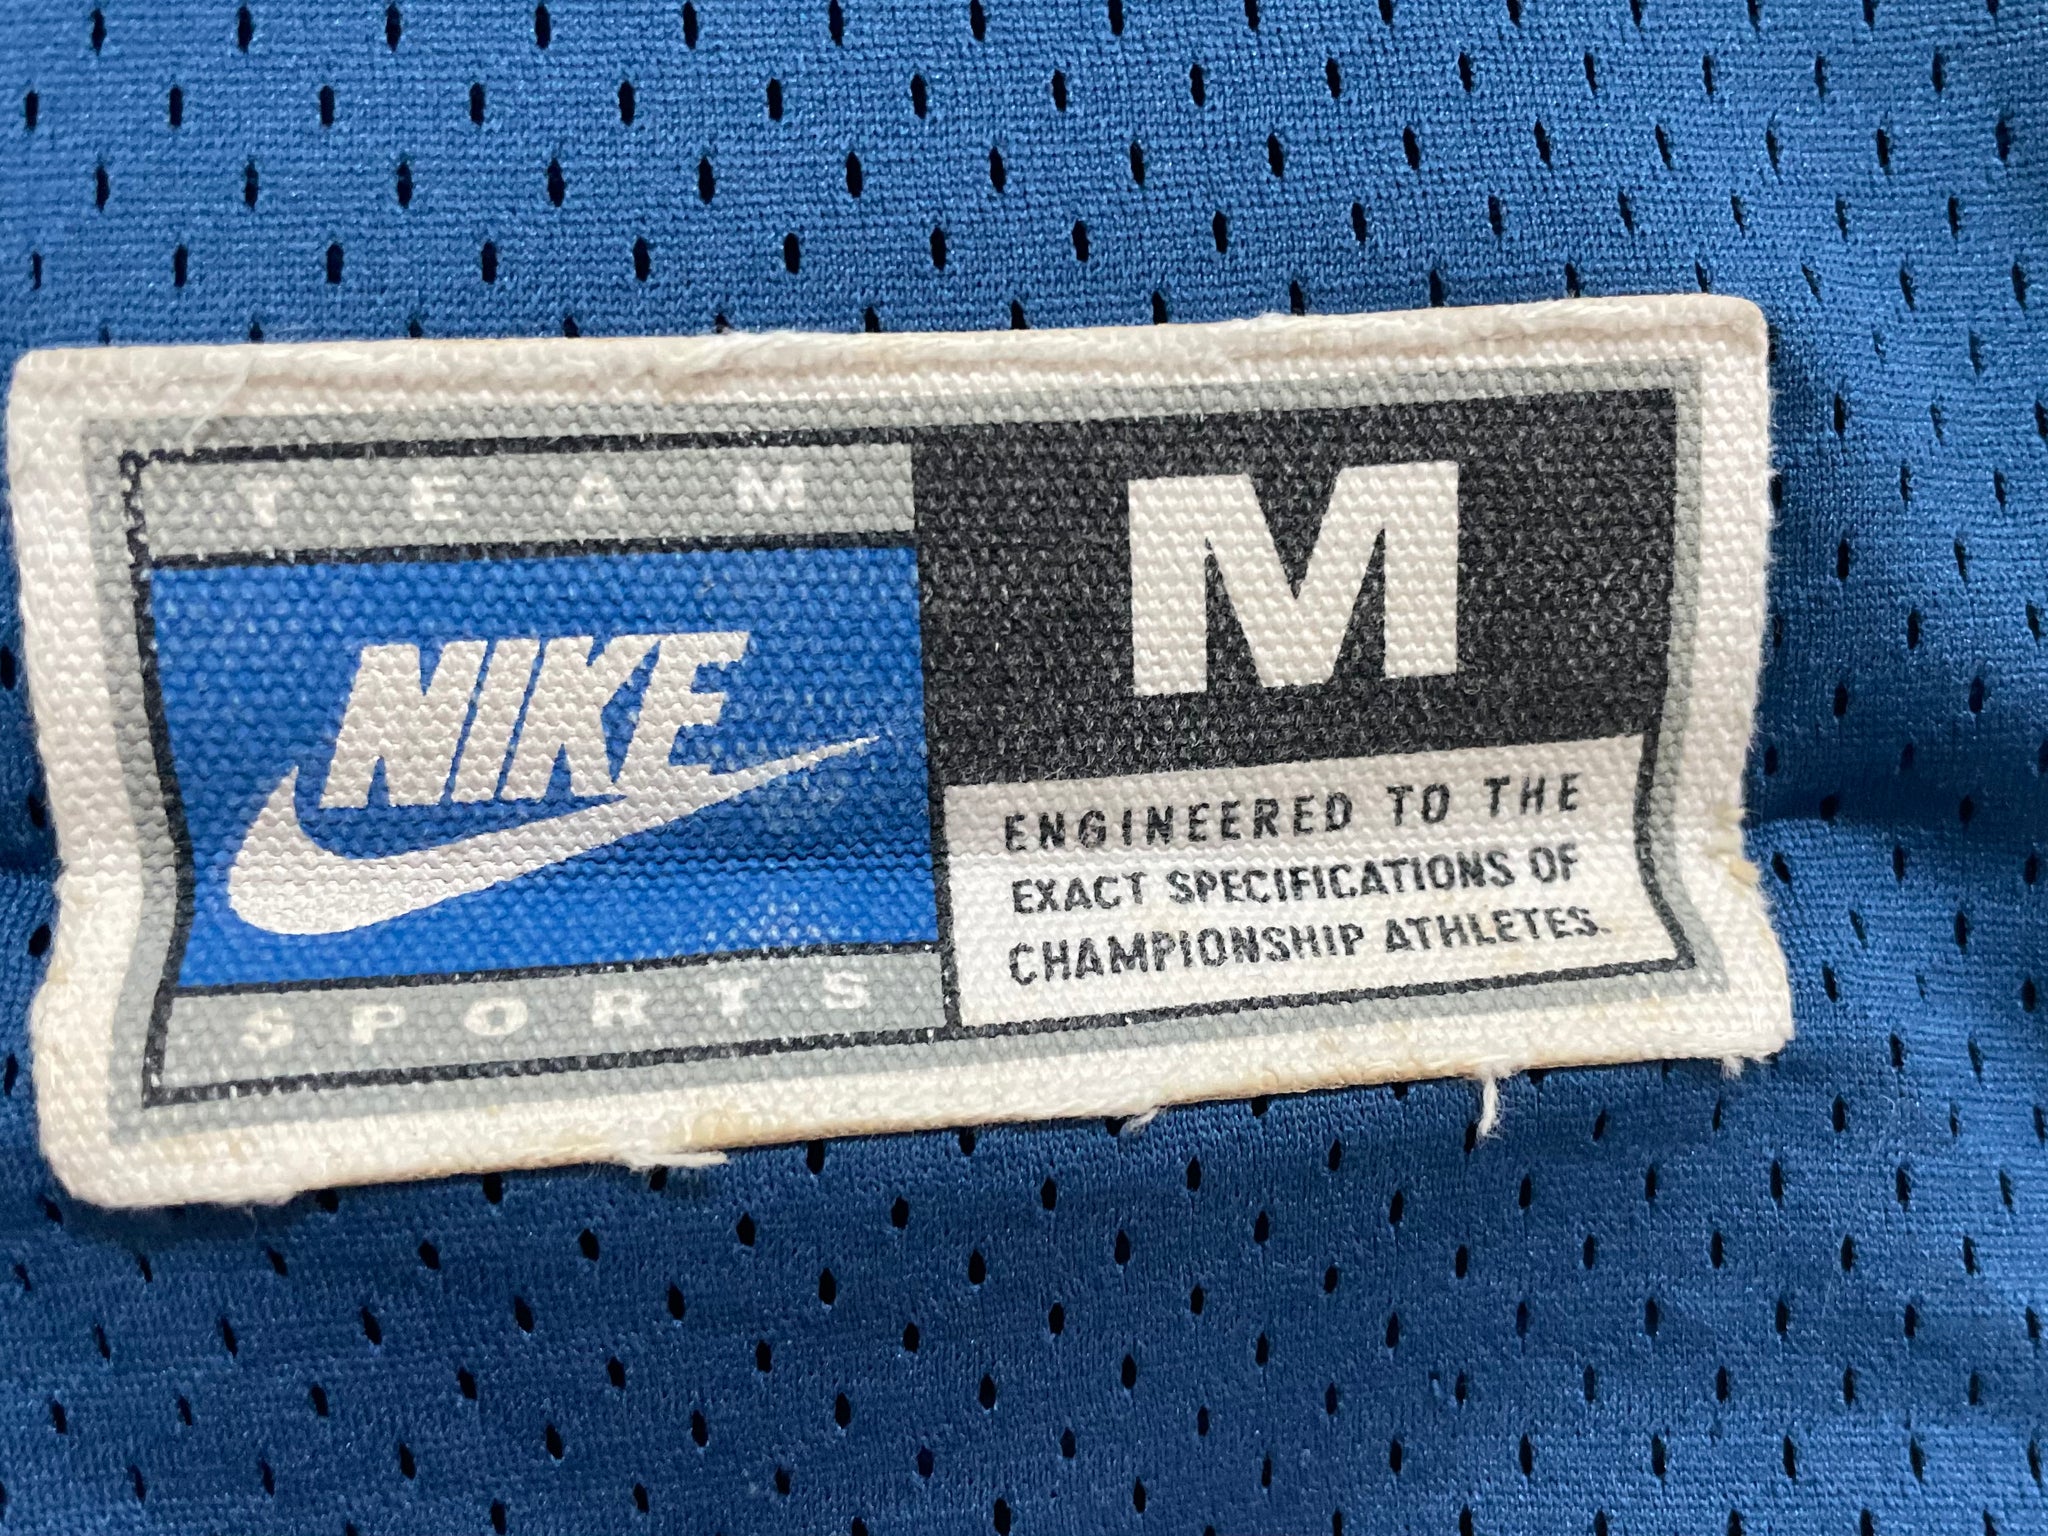 TEAM
NIKE
SPORTS
M
ENGINEERED TO THE
EXACT SPECIFICATIONS OF
CHAMPIONSHIP ATHLETES.